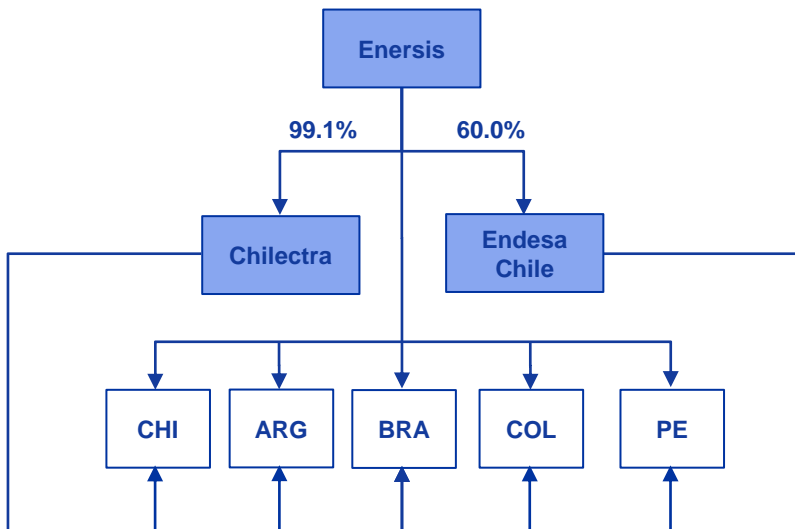 Enersis
99.1%
60.0%
Chilectra
Endesa
Chile
CHI
ARG
BRA
COL
PE